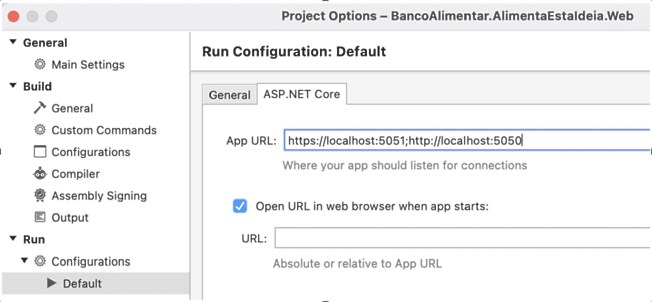 Project Options – BancoAlimentar.AlimentaEstaIdeia.Web
General
Main Settings
Build
General
Custom Commands
Configurations
Compiler
Assembly Signing
Output
Run
Configurations
Default
Run Configuration: Default
General
ASP.NET Core
App URL: https://localhost:5051;http://localhost:5050
Where your app should listen for connections
Open URL in web browser when app starts:
URL:
Absolute or relative to App URL